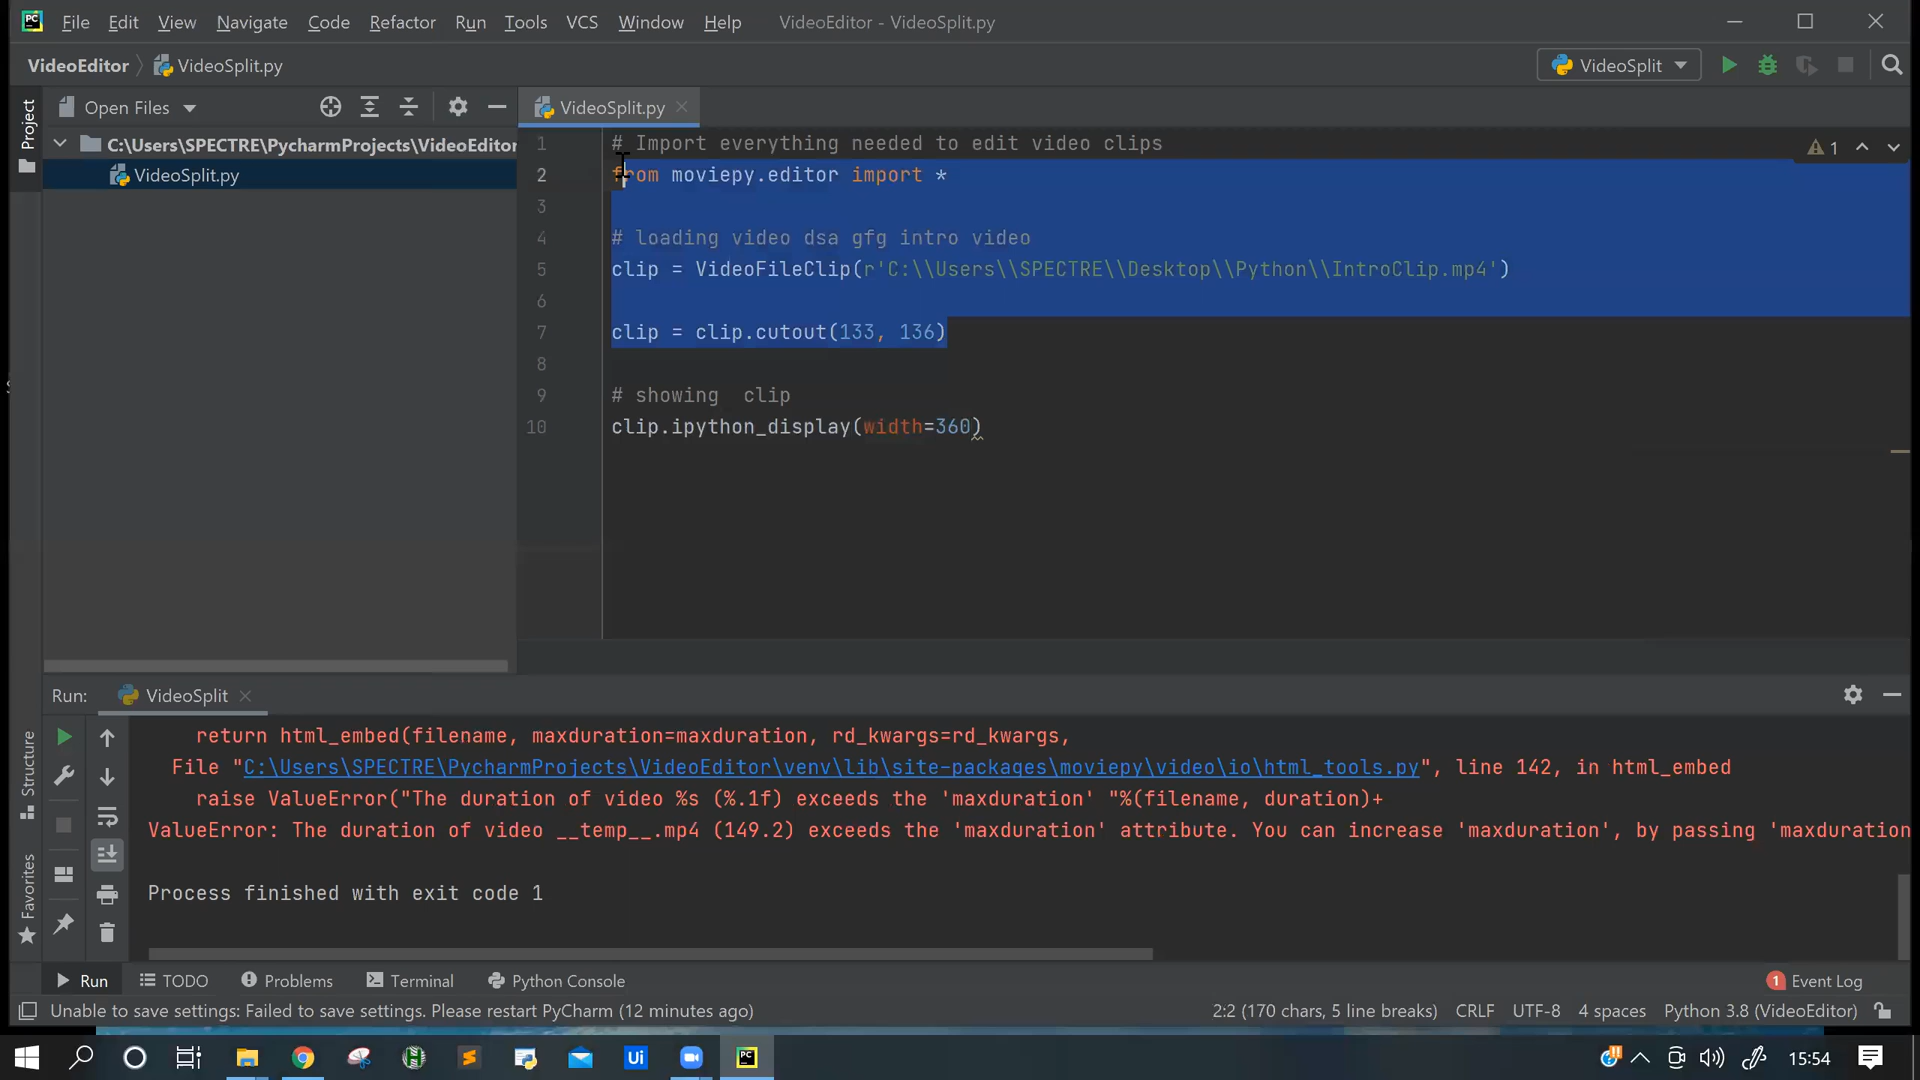 PC File Edit View Navigate Code Refactor Run Tools VCS Window Help VideoEditor - VideoSplit.py
VideoEditor VideoSplit.py VideoSplit
Project
Open Files
C:\Users\SPECTRE\PycharmProjects\VideoEditor
VideoSplit.py
VideoSplit.py
1 # Import everything needed to edit video clips
2 from moviepy.editor import *
3
4 # loading video dsa gfg intro video
5 clip = VideoFileClip(r'C:\\Users\\SPECTRE\\Desktop\\Python\\IntroClip.mp4')
6
7 clip = clip.cutout(133, 136)
8
9 # showing  clip
10 clip.ipython_display(width=360)
1
Run: VideoSplit
Structure
Favorites
return html_embed(filename, maxduration=maxduration, rd_kwargs=rd_kwargs,
File "C:\Users\SPECTRE\PycharmProjects\VideoEditor\venv\lib\site-packages\moviepy\video\io\html_tools.py", line 142, in html_embed
raise ValueError("The duration of video %s (%.1f) exceeds the 'maxduration' "%(filename, duration)+
ValueError: The duration of video __temp__.mp4 (149.2) exceeds the 'maxduration' attribute. You can increase 'maxduration', by passing 'maxduration
Process finished with exit code 1
Run TODO Problems Terminal Python Console 1 Event Log
Unable to save settings: Failed to save settings. Please restart PyCharm (12 minutes ago) 2:2 (170 chars, 5 line breaks) CRLF UTF-8 4 spaces Python 3.8 (VideoEditor)
Ui PC 15:54